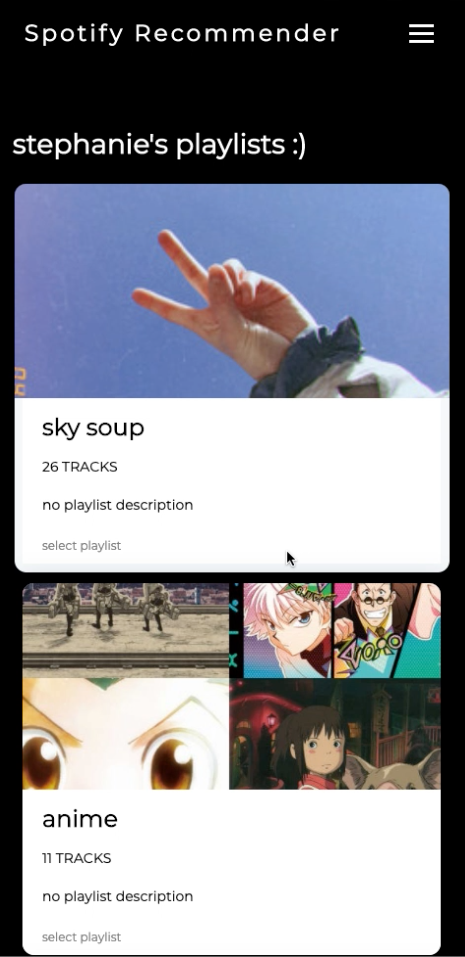 Spotify Recommender
stephanie's playlists :)
sky soup
26 TRACKS
no playlist description
select playlist
anime
11 TRACKS
no playlist description
select playlist